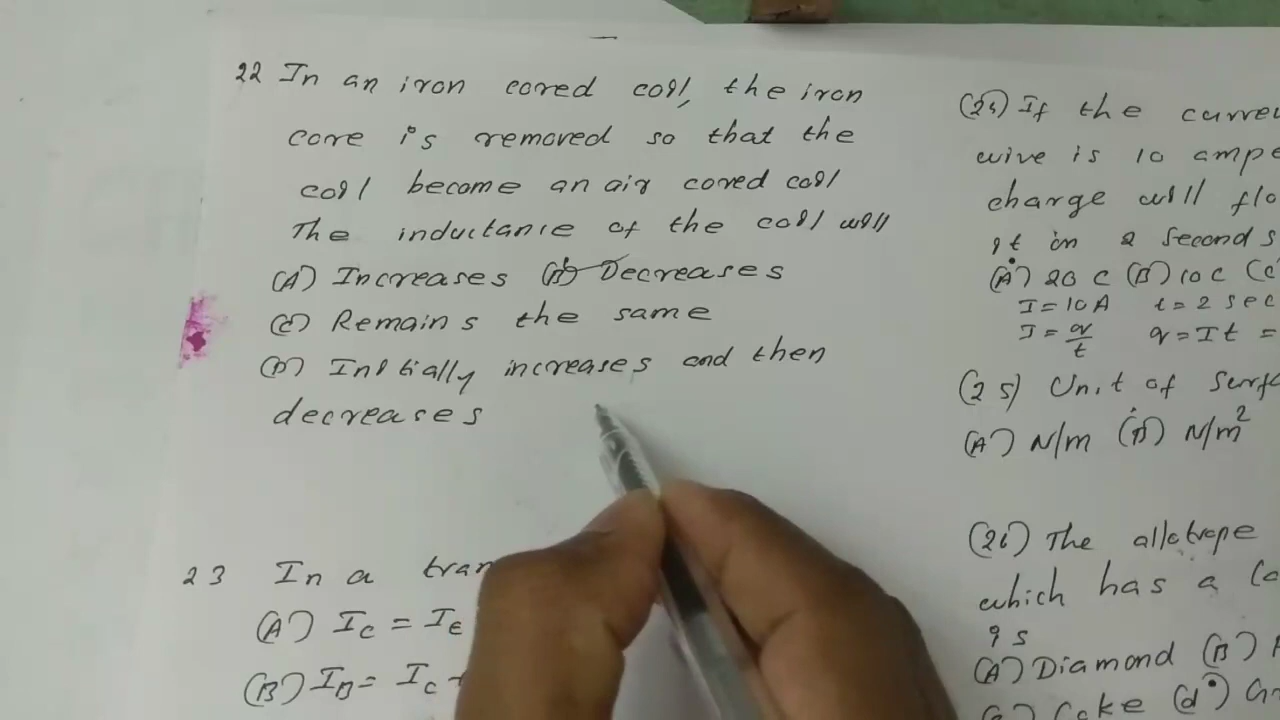 22 In an iron cored coil, the iron
core is removed so that the
coil become an air cored coil
The inductance of the coil will
(A) Increases (B) Decreases
(C) Remains the same
(D) Initially increases and then
decreases
23 In a tran
(A) IC = IE
(B) IB = IC +
(24) If the curre
wire is 10 ampe
charge will flo
it in 2 seconds
(A) 20 C (B) 10 C (C
I = 10A t = 2 sec
I = q/t q = It =
(25) Unit of surfa
(A) N/m (B) N/m²
(26) The allotrope
which has a
is
(A) Diamond (B)
Coke (d)